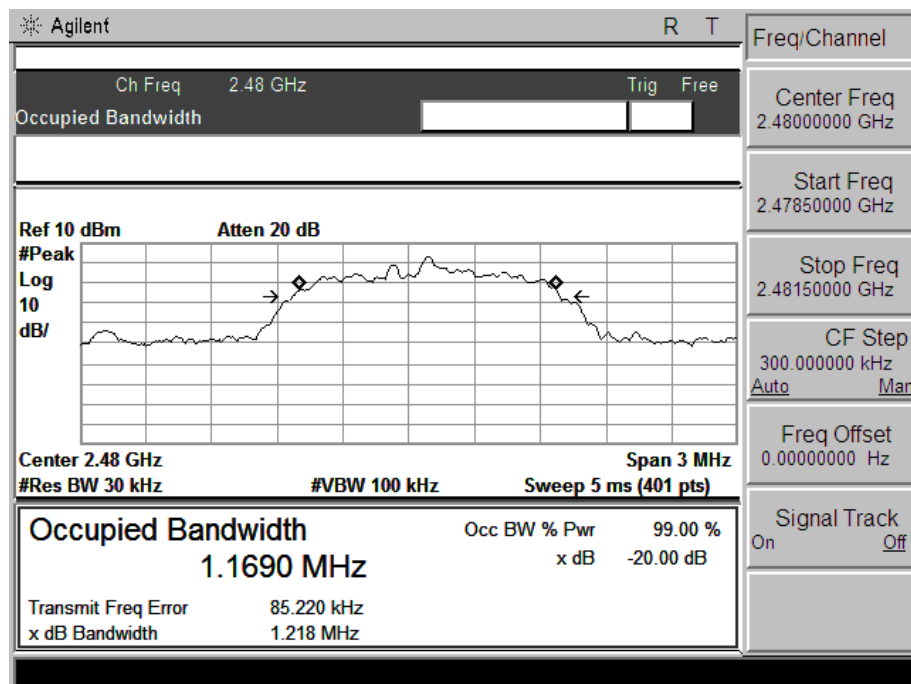 Agilent R T
Ch Freq 2.48 GHz Trig Free
Occupied Bandwidth
Ref 10 dBm Atten 20 dB
#Peak
Log
10
dB/
Center 2.48 GHz Span 3 MHz
#Res BW 30 kHz #VBW 100 kHz Sweep 5 ms (401 pts)
Occupied Bandwidth Occ BW % Pwr 99.00 %
1.1690 MHz x dB -20.00 dB
Transmit Freq Error 85.220 kHz
x dB Bandwidth 1.218 MHz
Freq/Channel
Center Freq
2.48000000 GHz
Start Freq
2.47850000 GHz
Stop Freq
2.48150000 GHz
CF Step
300.000000 kHz
Auto Man
Freq Offset
0.00000000 Hz
Signal Track
On Off